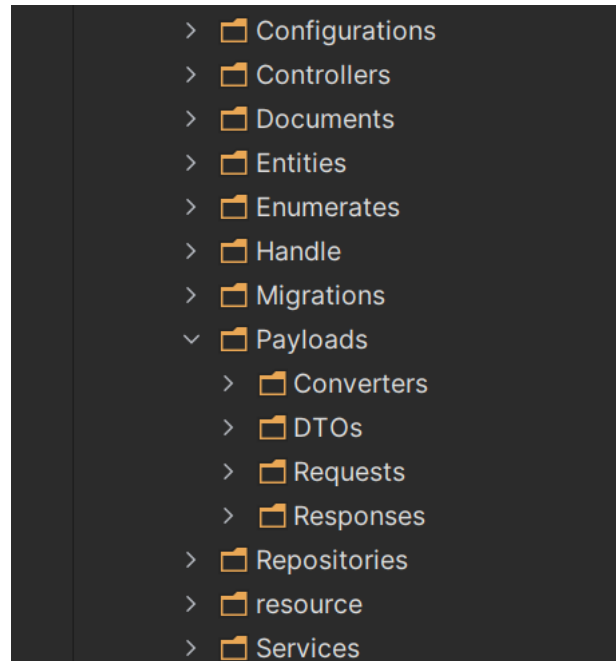 Configurations
Controllers
Documents
Entities
Enumerates
Handle
Migrations
Payloads
Converters
DTOs
Requests
Responses
Repositories
resource
Services